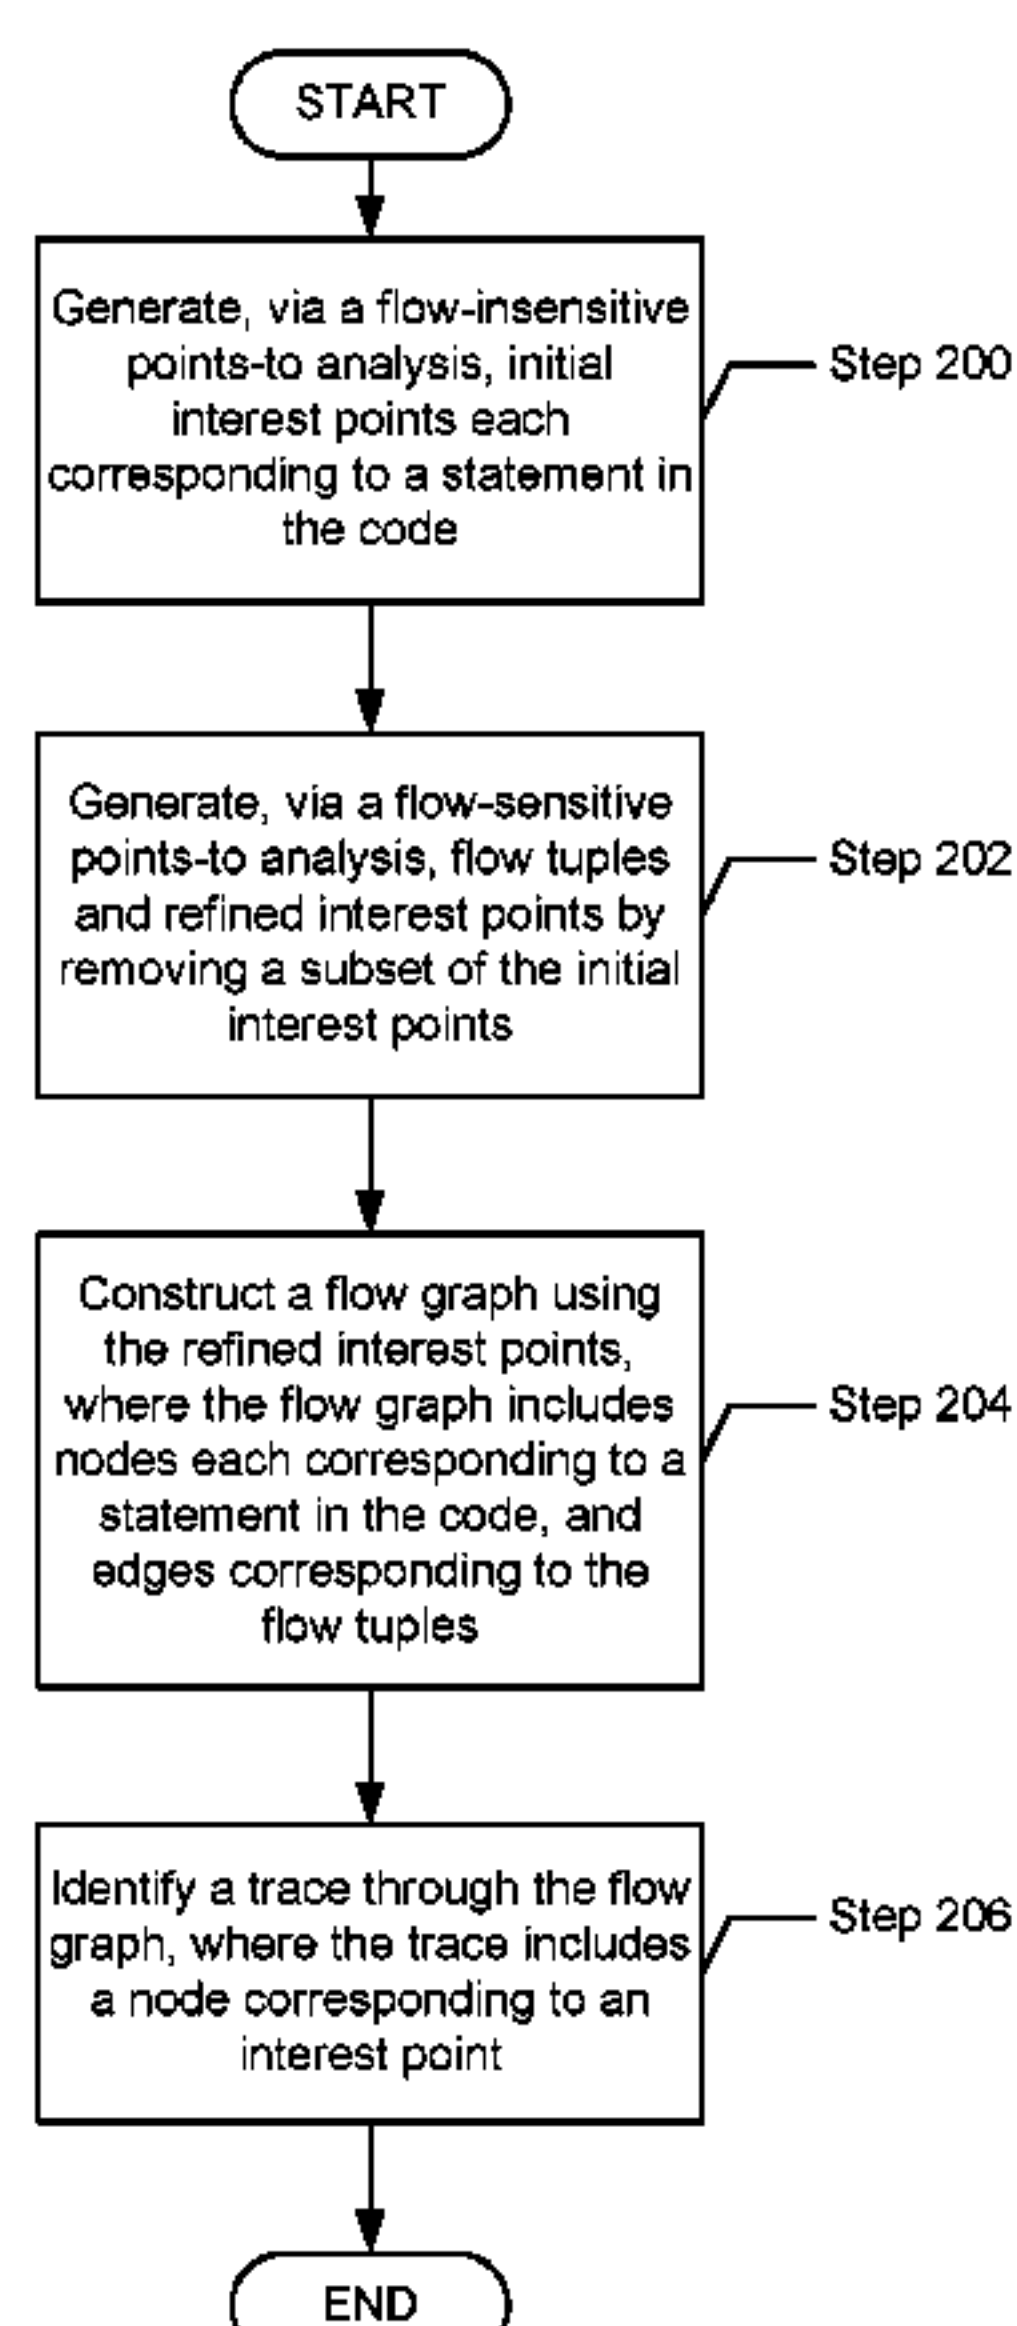 START
Generate, via a flow-insensitive
points-to analysis, initial
interest points each
corresponding to a statement in
the code
Step 200
Generate, via a flow-sensitive
points-to analysis, flow tuples
and refined interest points by
removing a subset of the initial
interest points
Step 202
Construct a flow graph using
the refined interest points,
where the flow graph includes
nodes each corresponding to a
statement in the code, and
edges corresponding to the
flow tuples
Step 204
Identify a trace through the flow
graph, where the trace includes
a node corresponding to an
interest point
Step 206
END